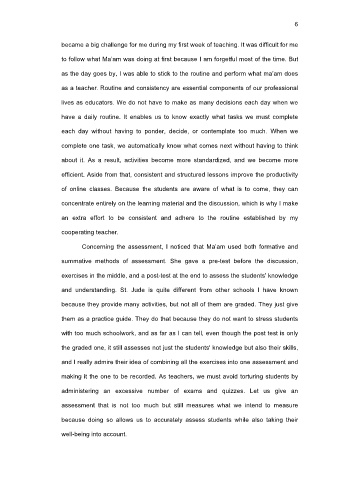 6
became a big challenge for me during my first week of teaching. It was difficult for me
to follow what Ma'am was doing at first because I am forgetful most of the time. But
as the day goes by, I was able to stick to the routine and perform what ma'am does
as a teacher. Routine and consistency are essential components of our professional
lives as educators. We do not have to make as many decisions each day when we
have a daily routine. It enables us to know exactly what tasks we must complete
each day without having to ponder, decide, or contemplate too much. When we
complete one task, we automatically know what comes next without having to think
about it. As a result, activities become more standardized, and we become more
efficient. Aside from that, consistent and structured lessons improve the productivity
of online classes. Because the students are aware of what is to come, they can
concentrate entirely on the learning material and the discussion, which is why I make
an extra effort to be consistent and adhere to the routine established by my
cooperating teacher.
Concerning the assessment, I noticed that Ma'am used both formative and
summative methods of assessment. She gave a pre-test before the discussion,
exercises in the middle, and a post-test at the end to assess the students' knowledge
and understanding. St. Jude is quite different from other schools I have known
because they provide many activities, but not all of them are graded. They just give
them as a practice guide. They do that because they do not want to stress students
with too much schoolwork, and as far as I can tell, even though the post test is only
the graded one, it still assesses not just the students' knowledge but also their skills,
and I really admire their idea of combining all the exercises into one assessment and
making it the one to be recorded. As teachers, we must avoid torturing students by
administering an excessive number of exams and quizzes. Let us give an
assessment that is not too much but still measures what we intend to measure
because doing so allows us to accurately assess students while also taking their
well-being into account.